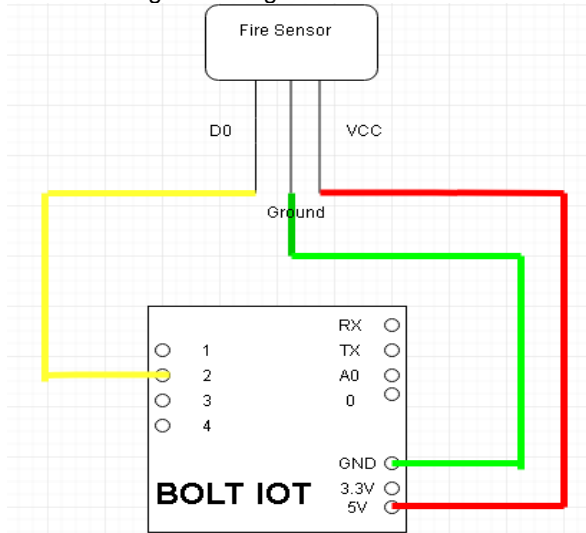 Fire Sensor
D0
VCC
Ground
RX
1
TX
2
A0
3
0
4
GND
BOLT IOT
3.3V
5V